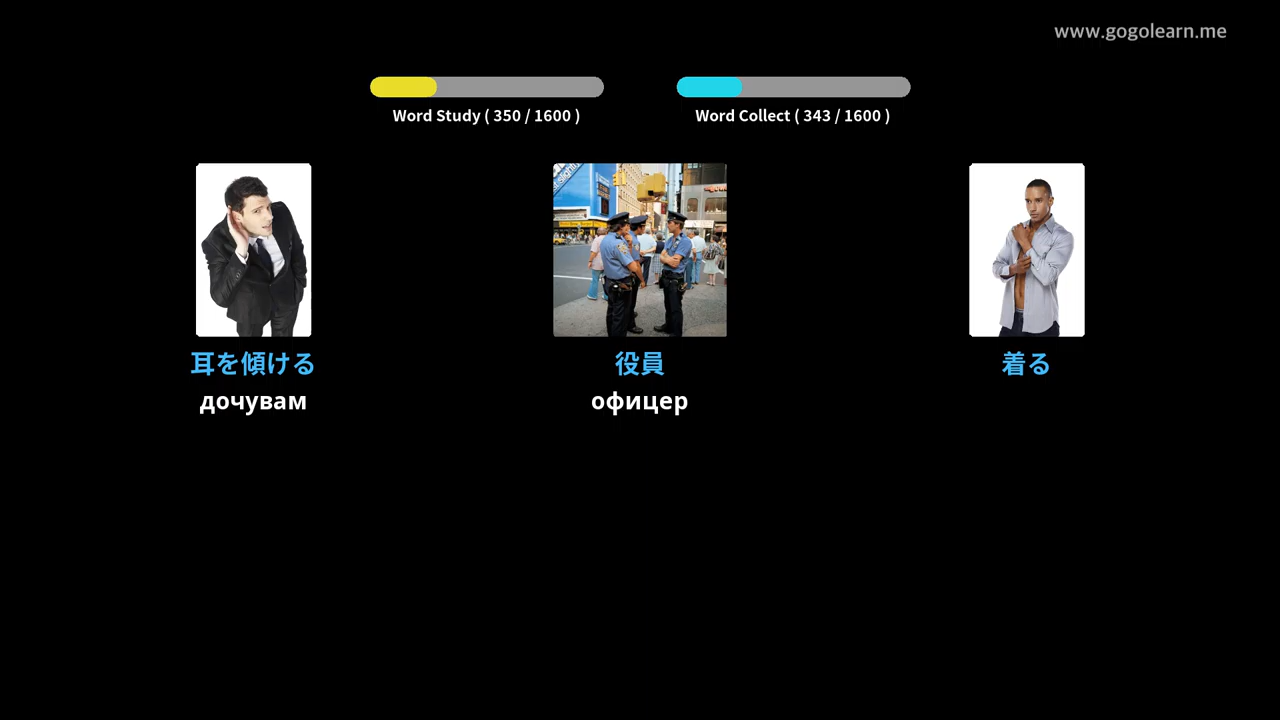 www.gogolearn.me
Word Study ( 350 / 1600 )
Word Collect ( 343 / 1600 )
耳を傾ける
役員
着る
дочувам
офицер